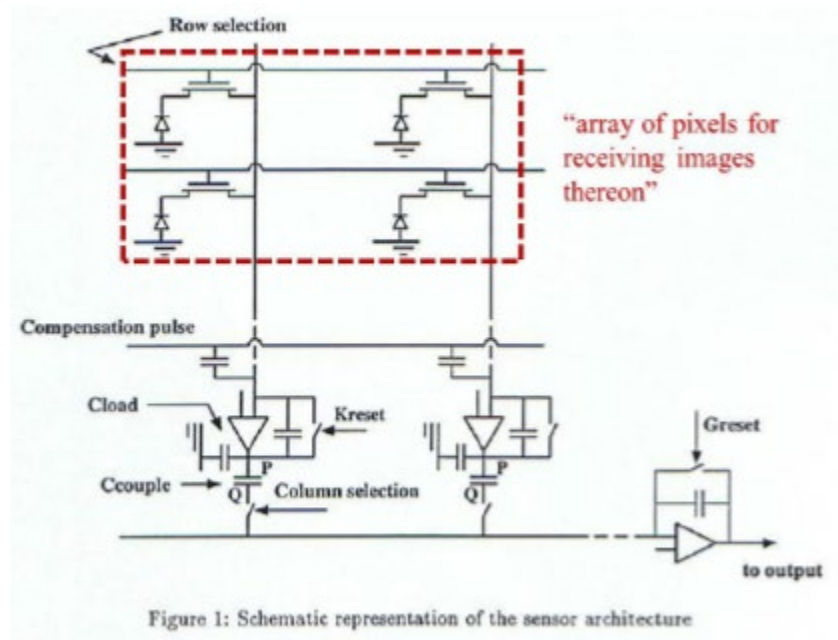 Row selection
“array of pixels for
receiving images
thereon”
Compensation pulse
Cload
Kreset
Greset
P
P
Ccouple
Q
Column selection
Q
to output
Figure 1: Schematic representation of the sensor architecture